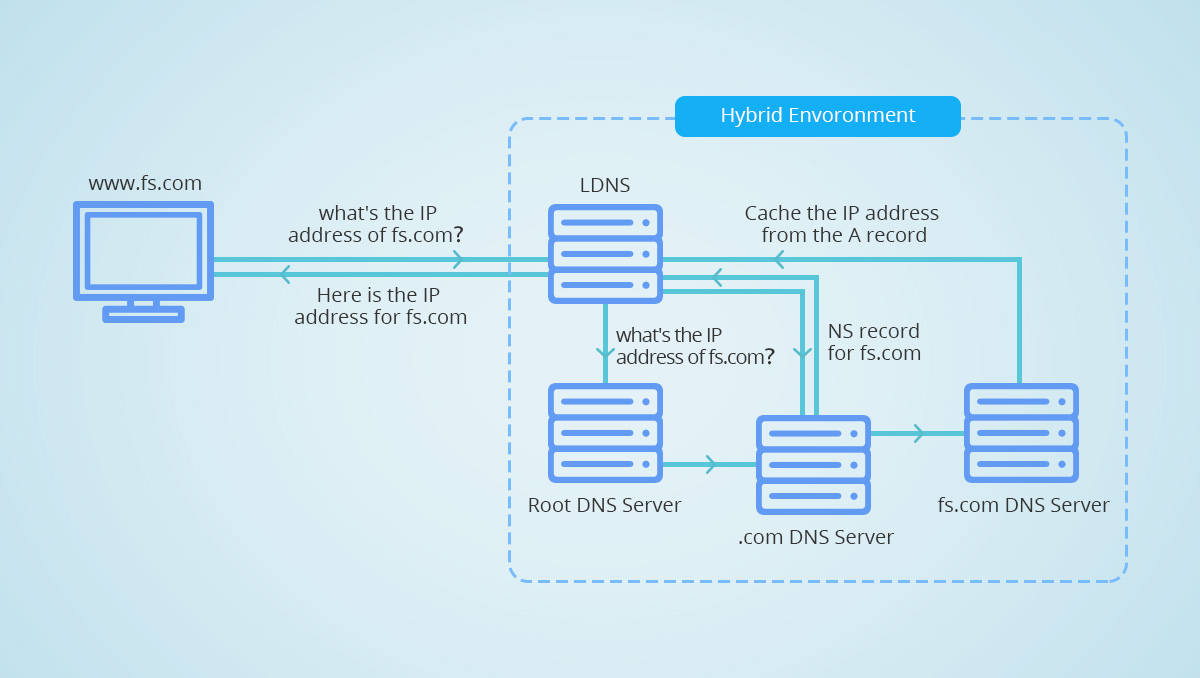 Hybrid Envoronment
www.fs.com
LDNS
what's the IP
address of fs.com?
Cache the IP address
from the A record
Here is the IP
address for fs.com
what's the IP
address of fs.com?
NS record
for fs.com
Root DNS Server
.com DNS Server
fs.com DNS Server